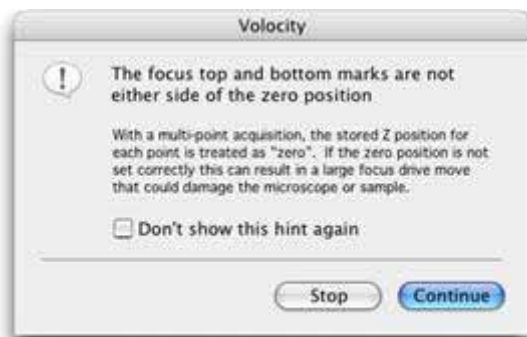 Volocity
The focus top and bottom marks are not
either side of the zero position
With a multi-point acquisition, the stored Z position for
each point is treated as "zero". If the zero position is not
set correctly this can result in a large focus drive move
that could damage the microscope or sample.
Don't show this hint again
Stop
Continue